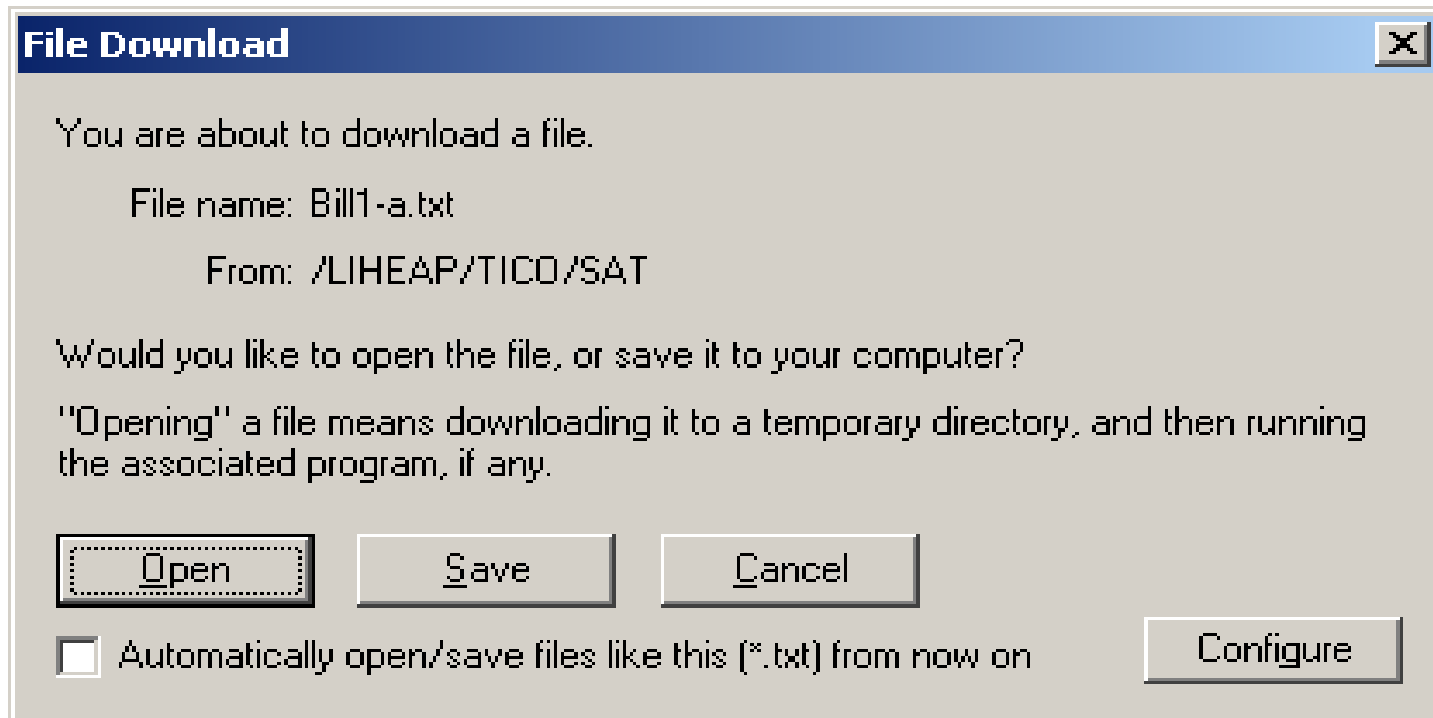 File Download
You are about to download a file.
File name: Bill1-a.txt
From: /LIHEAP/TICO/SAT
Would you like to open the file, or save it to your computer?
"Opening" a file means downloading it to a temporary directory, and then running
the associated program, if any.
Open Save Cancel
Automatically open/save files like this (*.txt) from now on Configure